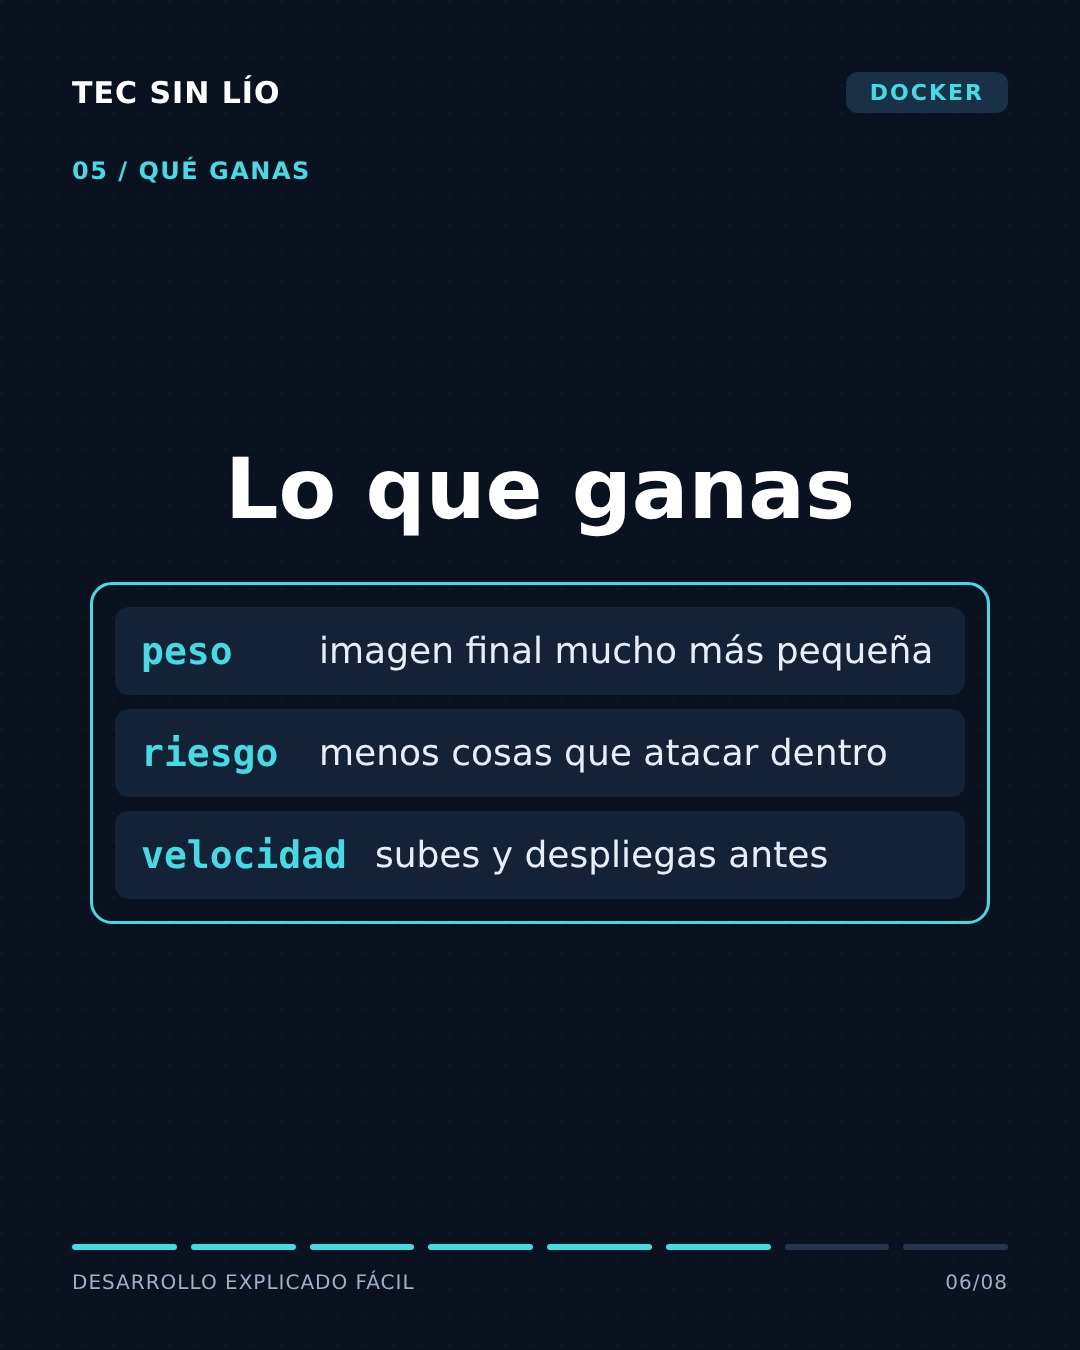 TEC SIN LÍO
DOCKER
05 / QUÉ GANAS
Lo que ganas
peso imagen final mucho más pequeña
riesgo menos cosas que atacar dentro
velocidad subes y despliegas antes
DESARROLLO EXPLICADO FÁCIL
06/08